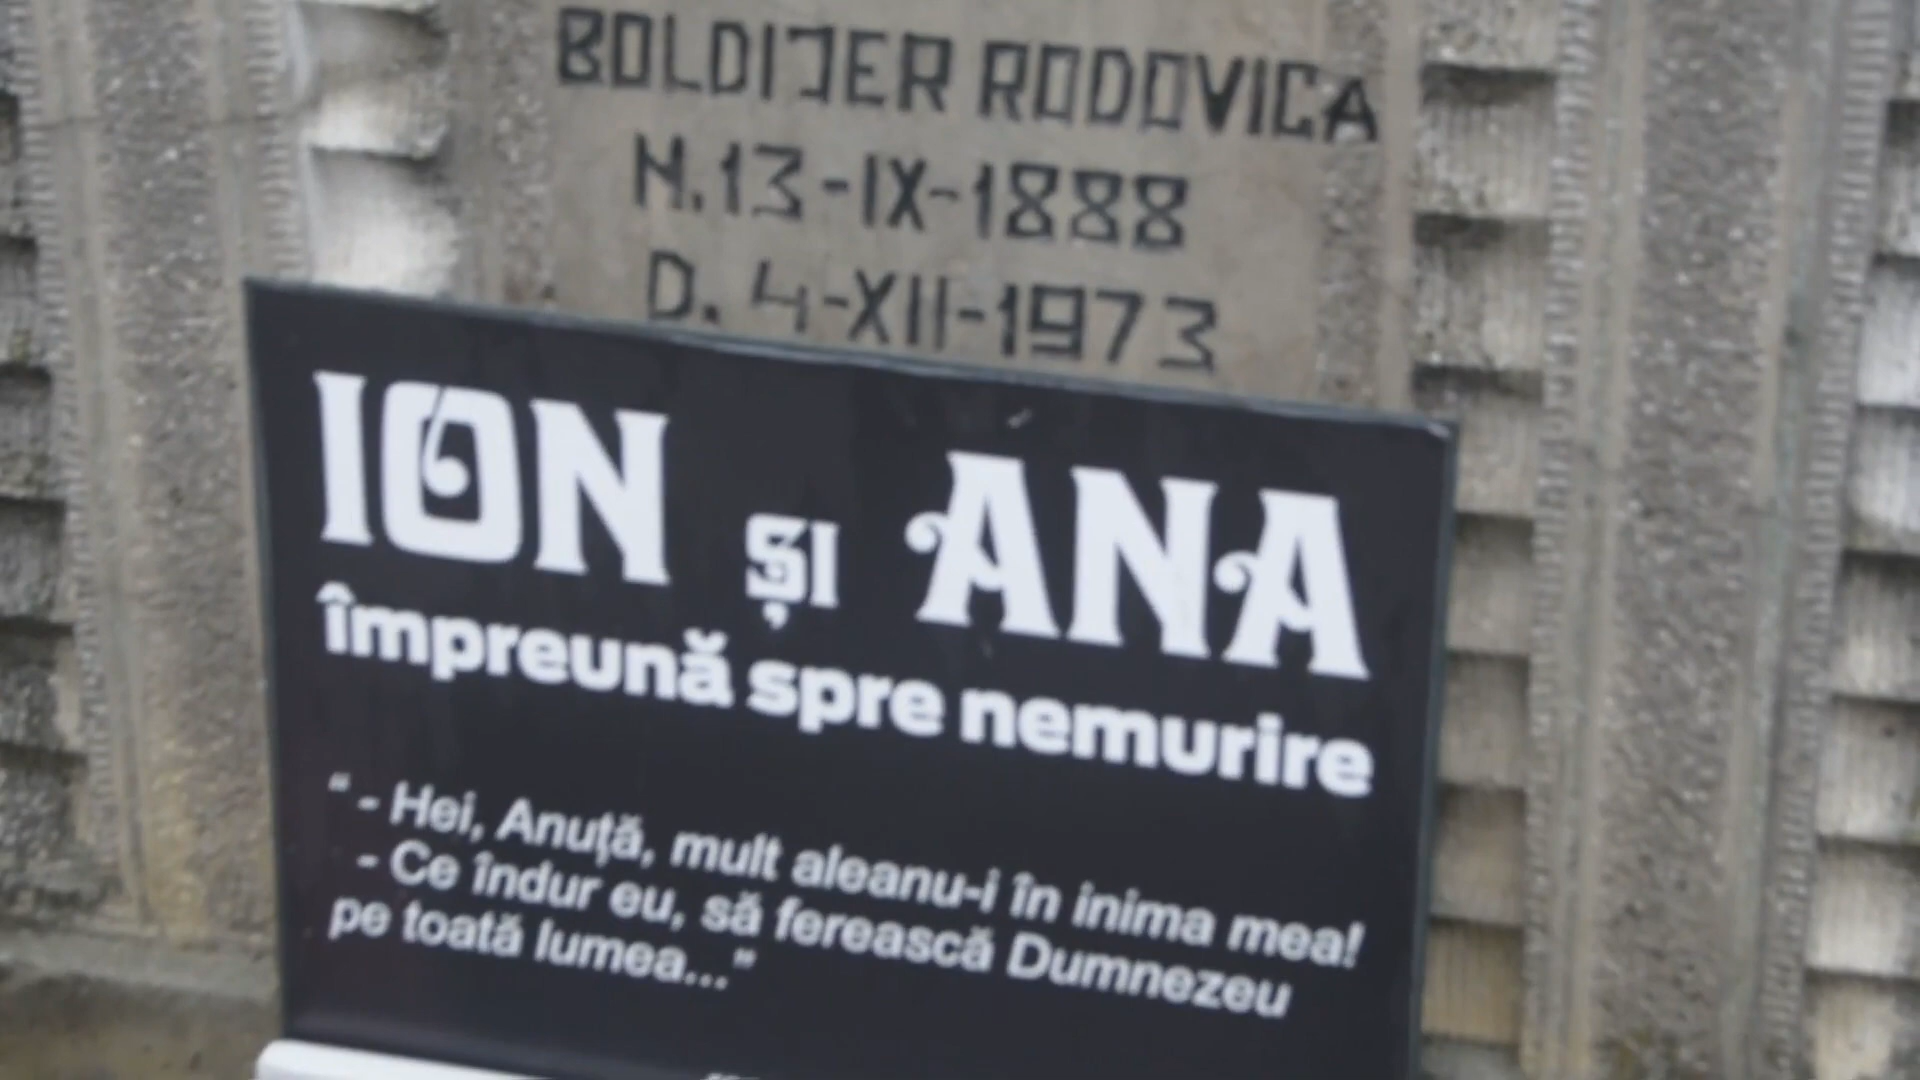 BOLDIJER RODOVICA
N.13-IX-1888
D. 4-XII-1973
ION ȘI ANA
împreună spre nemurire
“ - Hei, Anuță, mult aleanu-i în inima mea!
- Ce îndur eu, să ferească Dumnezeu
pe toată lumea...”